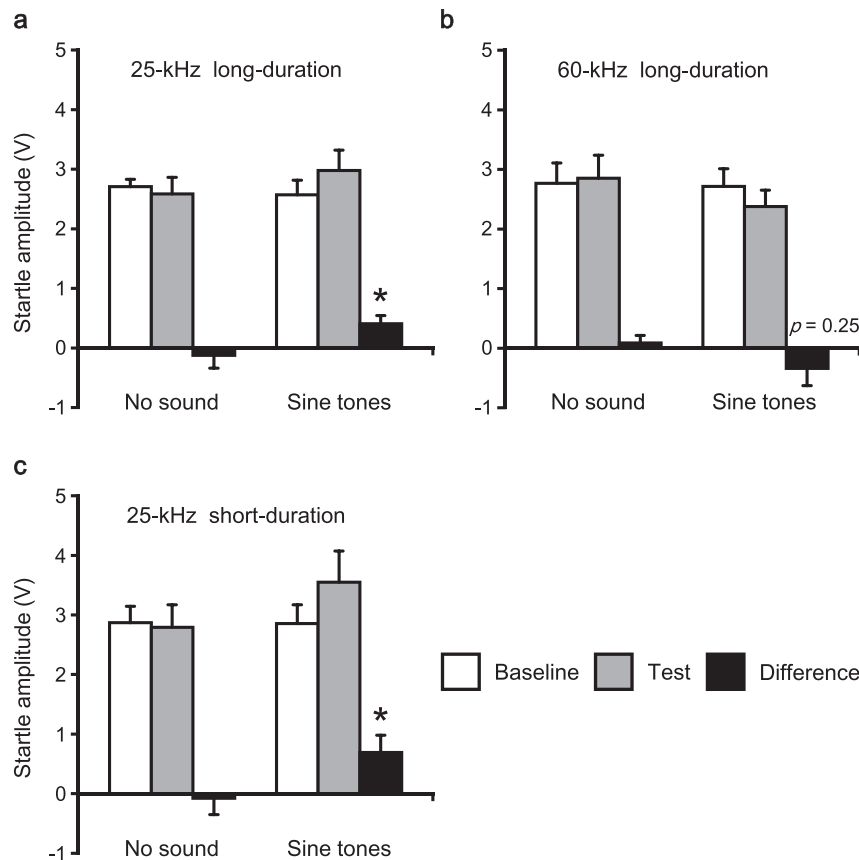 a
25-kHz long-duration
Startle amplitude (V)
5
4
3
2
1
0
-1
*
No sound Sine tones
b
60-kHz long-duration
5
4
3
2
1
0
-1
p = 0.25
No sound Sine tones
c
25-kHz short-duration
Startle amplitude (V)
5
4
3
2
1
0
-1
*
No sound Sine tones
Baseline Test Difference